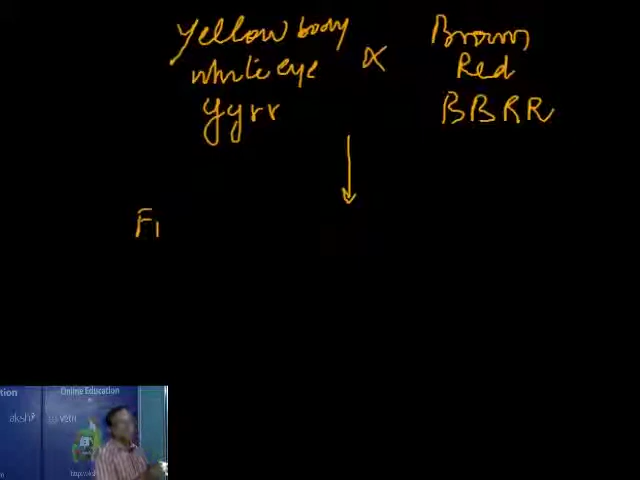 Yellow body
white eye
yyrr
×
Brown
Red
BBRR
F1
Online Education